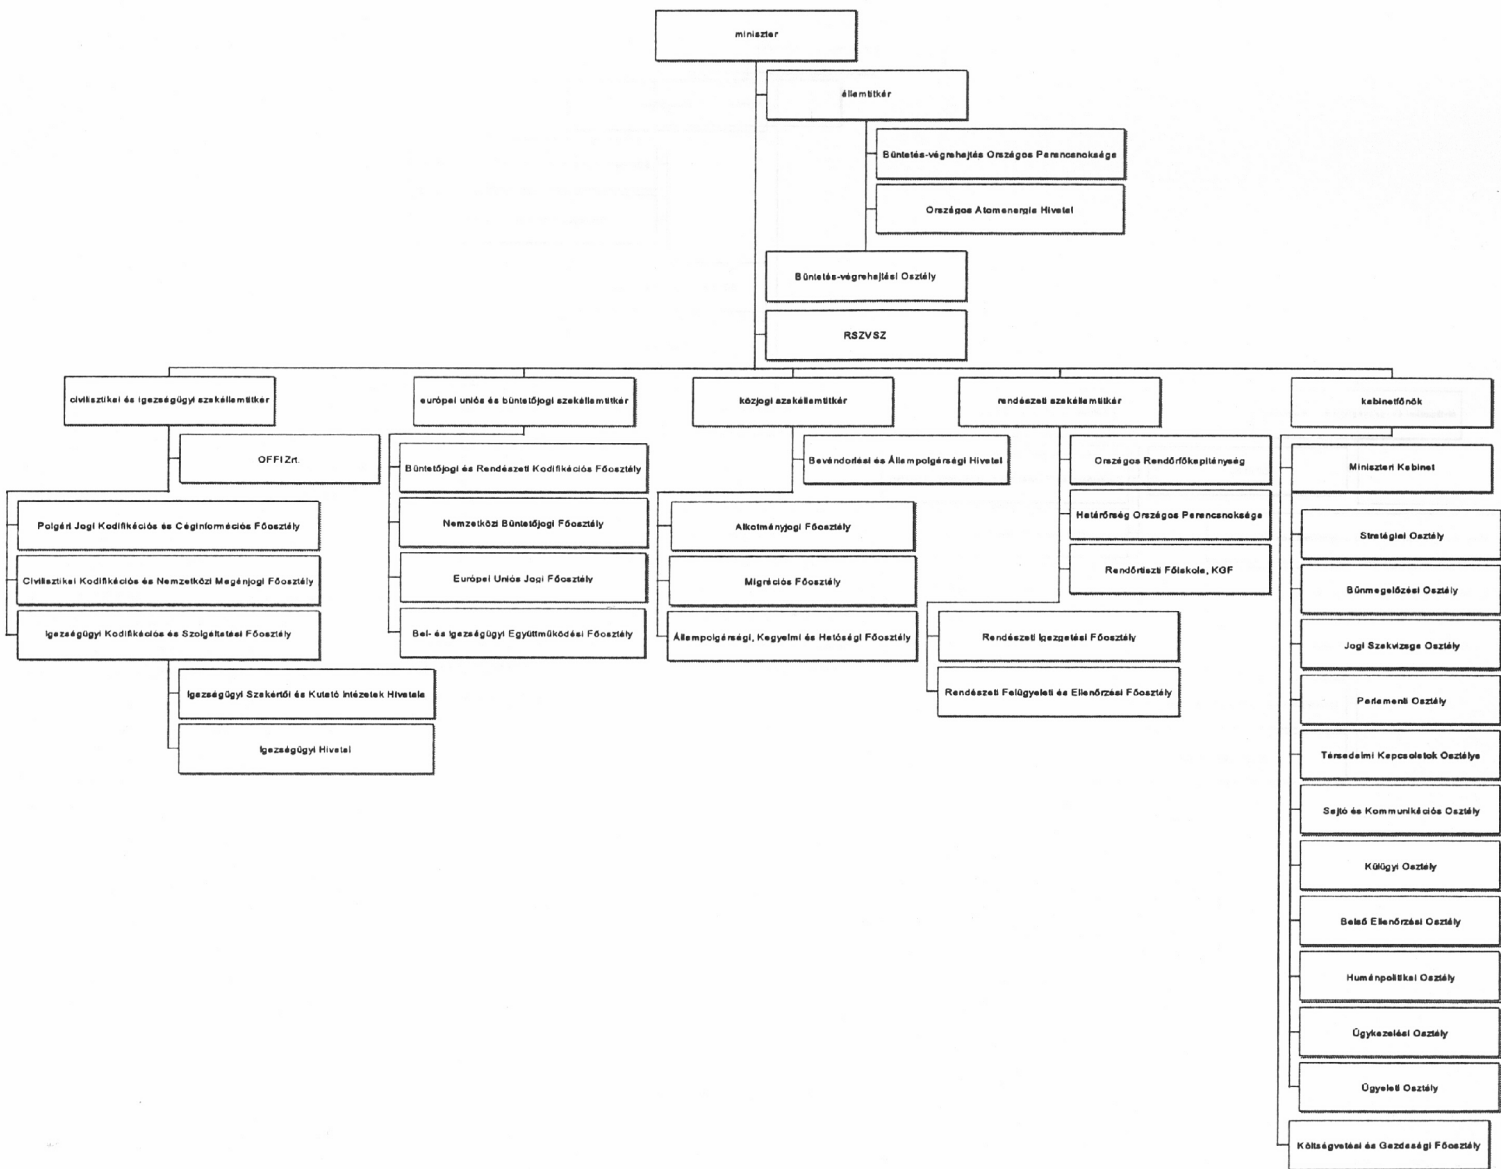 miniszter
államtitkár
Büntetés-végrehajtás Országos Parancsnoksága
Országos Atomenergia Hivatal
Büntetés-végrehajtási Osztály
RSZVSZ
civilisztikai és igazságügyi szakállamtitkár
OFFI Zrt.
Polgári Jogi Kodifikációs és Céginformációs Főosztály
Civilisztikai Kodifikációs és Nemzetközi Magánjogi Főosztály
Igazságügyi Kodifikációs és Szolgáltatási Főosztály
Igazságügyi Szakértői és Kutató Intézetek Hivatala
Igazságügyi Hivatal
európai uniós és büntetőjogi szakállamtitkár
Büntetőjogi és Rendészeti Kodifikációs Főosztály
Nemzetközi Büntetőjogi Főosztály
Európai Uniós Jogi Főosztály
Bel- és Igazságügyi Együttműködési Főosztály
közjogi szakállamtitkár
Bevándorlási és Állampolgársági Hivatal
Alkotmányjogi Főosztály
Migrációs Főosztály
Állampolgársági, Kegyelmi és Hatósági Főosztály
rendészeti szakállamtitkár
Országos Rendőrfőkapitányság
Határőrség Országos Parancsnoksága
Rendőrtiszti Főiskola, KGF
Rendészeti Igazgatási Főosztály
Rendészeti Felügyeleti és Ellenőrzési Főosztály
kabinetfőnök
Miniszteri Kabinet
Stratégiai Osztály
Bűnmegelőzési Osztály
Jogi Szakvizsga Osztály
Parlamenti Osztály
Társadalmi Kapcsolatok Osztálya
Sajtó és Kommunikációs Osztály
Külügyi Osztály
Belső Ellenőrzési Osztály
Humánpolitikai Osztály
Ügykezelési Osztály
Ügyeleti Osztály
Költségvetési és Gazdasági Főosztály